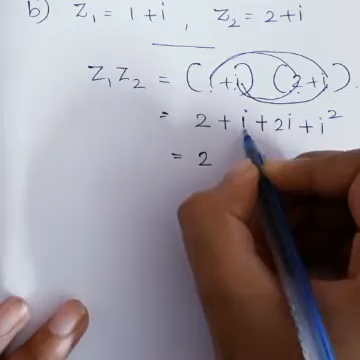 b) Z₁ = 1 + i , Z₂ = 2 + i
Z₁Z₂ = (1 + i) (2 + i).
= 2 + i + 2i + i²
= 2